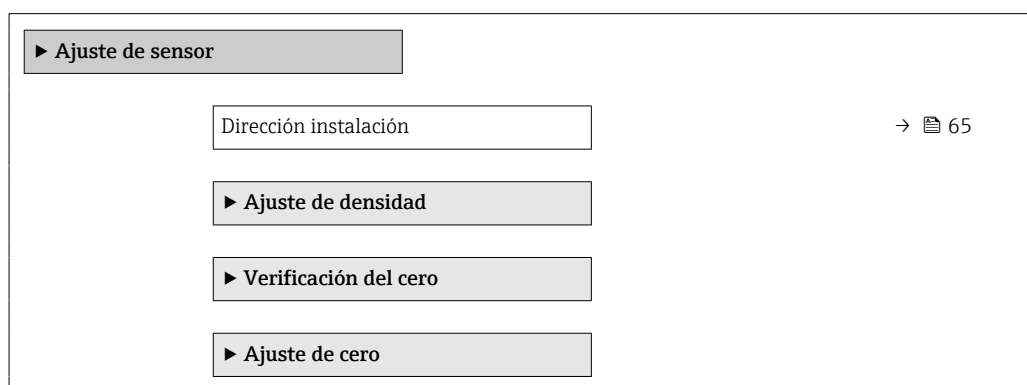 ▶ Ajuste de sensor
Dirección instalación → 65
▶ Ajuste de densidad
▶ Verificación del cero
▶ Ajuste de cero